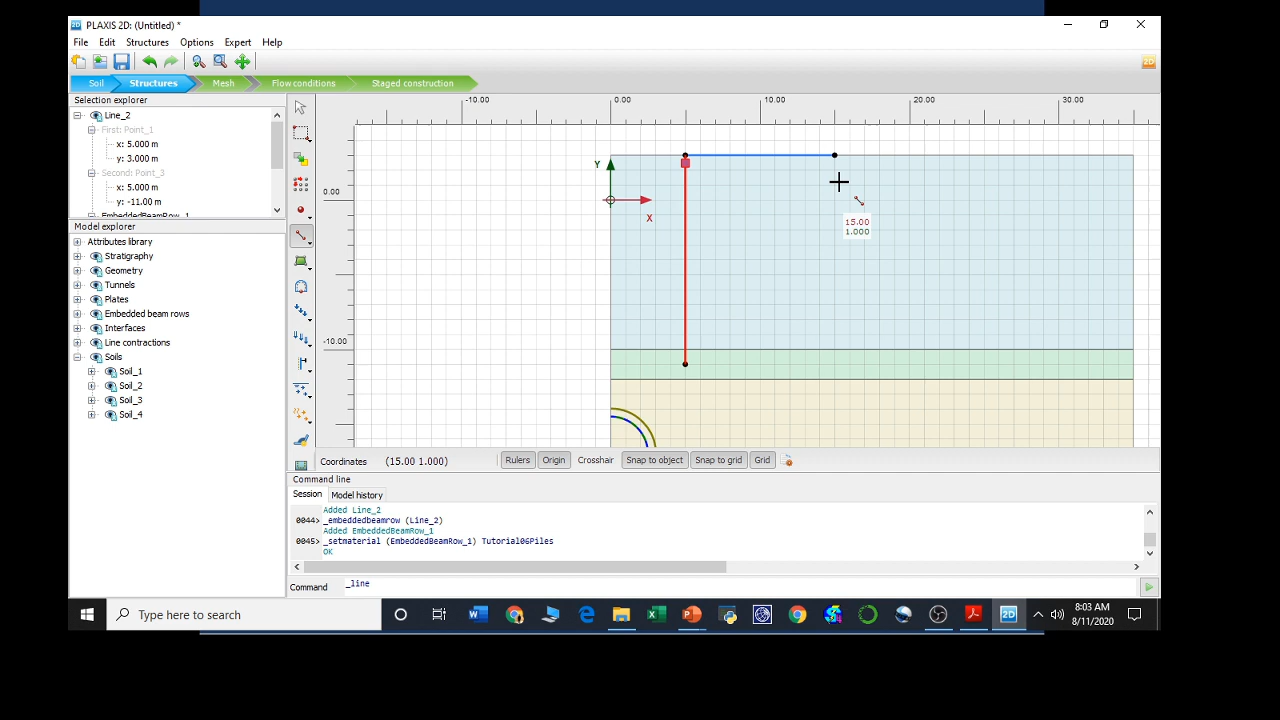 PLAXIS 2D: (Untitled) *
File Edit Structures Options Expert Help
Soil Structures Mesh Flow conditions Staged construction
Selection explorer
Line_2
First: Point_1
x: 5.000 m
y: 3.000 m
Second: Point_3
x: 5.000 m
y: -11.00 m
EmbeddedBeamRow_1
Model explorer
Attributes library
Stratigraphy
Geometry
Tunnels
Plates
Embedded beam rows
Interfaces
Line contractions
Soils
Soil_1
Soil_2
Soil_3
Soil_4
-10.00 0.00 10.00 20.00 30.00
0.00
-10.00
Y
X
15.00
1.000
Coordinates (15.00 1.000) Rulers Origin Crosshair Snap to object Snap to grid Grid
Command line
Session Model history
Added Line_2
0044> _embeddedbeamrow (Line_2)
Added EmbeddedBeamRow_1
0045> _setmaterial (EmbeddedBeamRow_1) Tutorial06Piles
OK
Command _line
Type here to search
2D
8:03 AM
8/11/2020